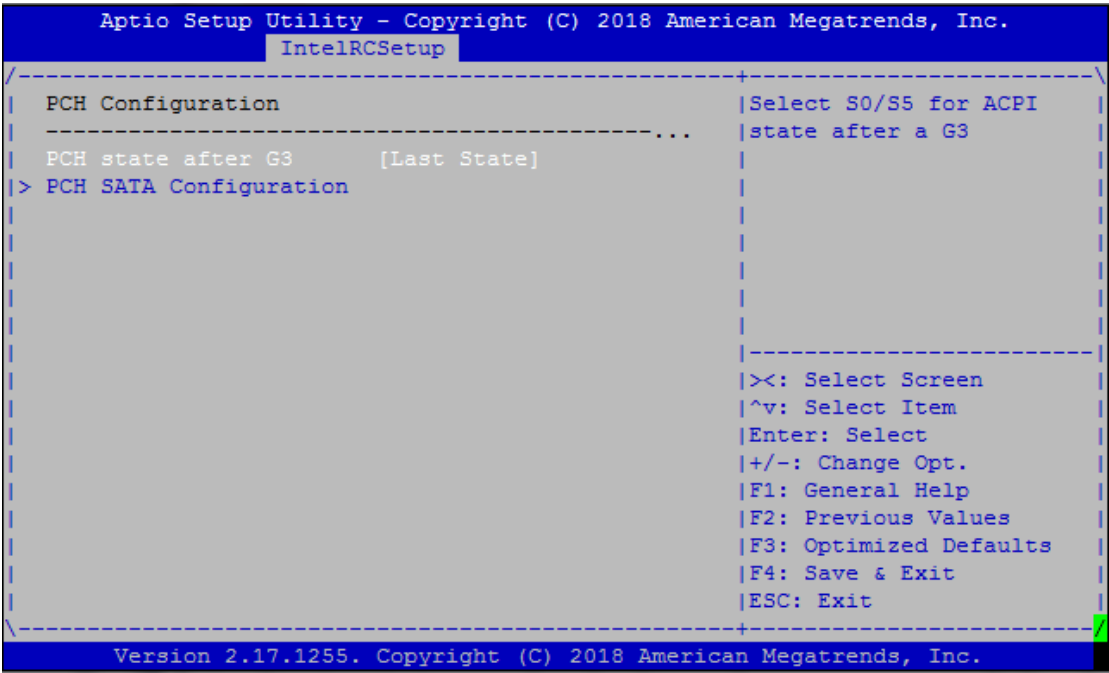 Aptio Setup Utility – Copyright (C) 2018 American Megatrends, Inc.
IntelRCSetup
PCH Configuration
Select S0/S5 for ACPI
state after a G3
PCH state after G3 [Last State]
> PCH SATA Configuration
><: Select Screen
^v: Select Item
Enter: Select
+/-: Change Opt.
F1: General Help
F2: Previous Values
F3: Optimized Defaults
F4: Save & Exit
ESC: Exit
Version 2.17.1255. Copyright (C) 2018 American Megatrends, Inc.